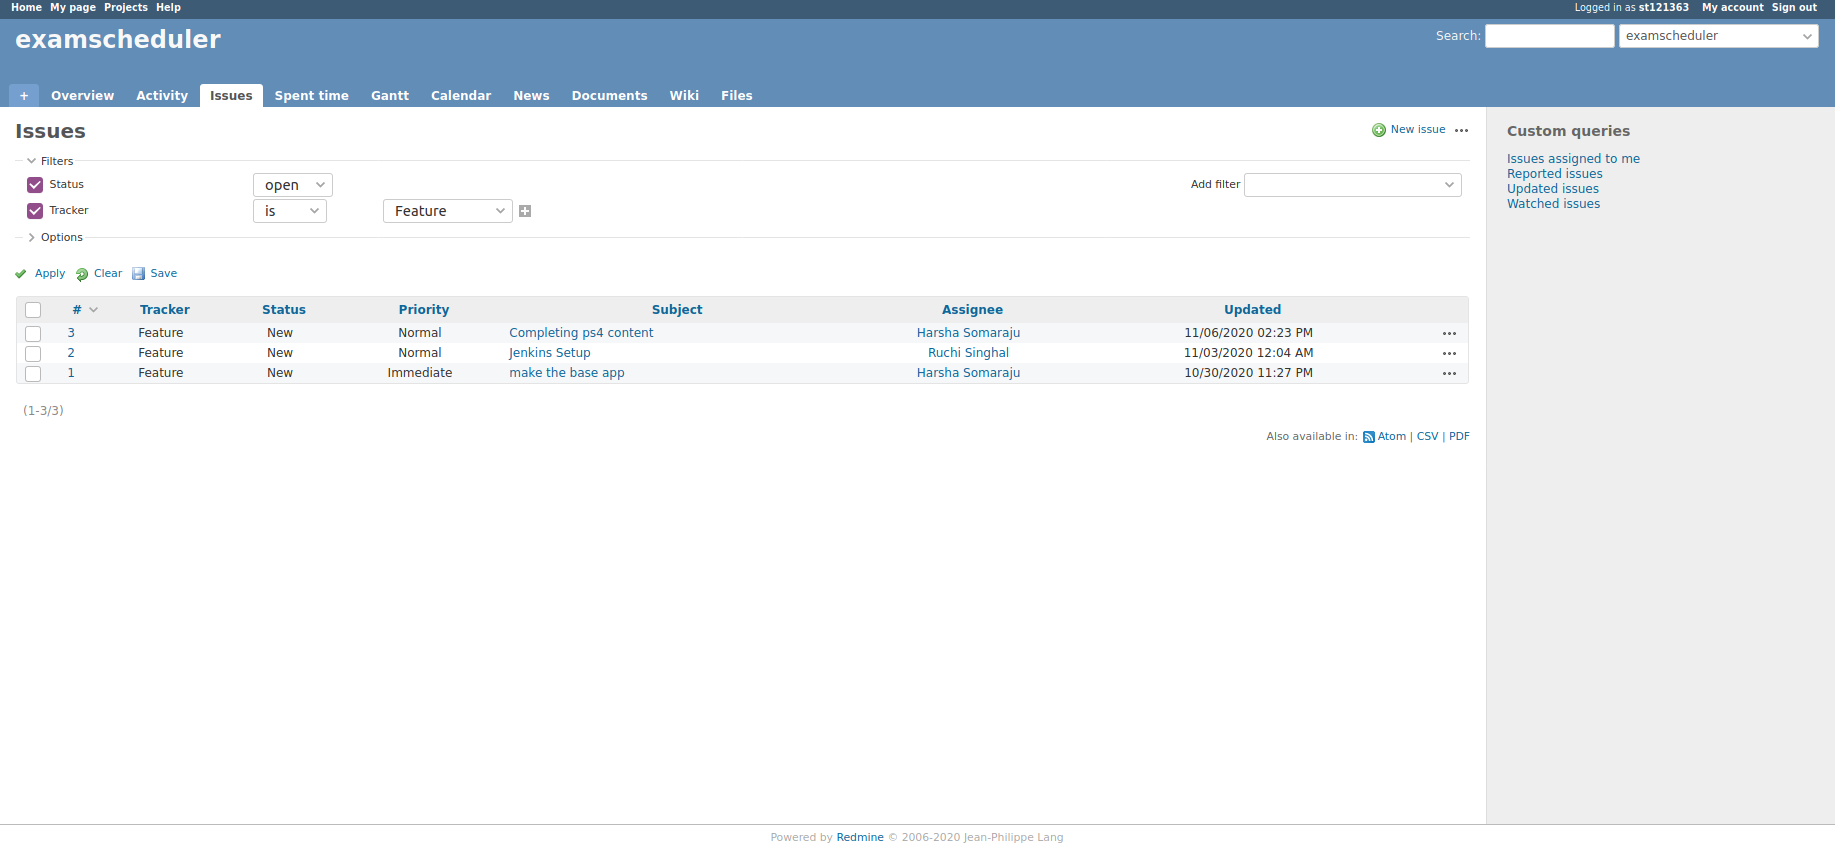 Home My page Projects Help Logged in as st121363 My account Sign out
examscheduler Search: examscheduler
+ Overview Activity Issues Spent time Gantt Calendar News Documents Wiki Files
Issues New issue
Filters
Status open Add filter
Tracker is Feature
Options
Apply Clear Save
# Tracker Status Priority Subject Assignee Updated
3 Feature New Normal Completing ps4 content Harsha Somaraju 11/06/2020 02:23 PM
2 Feature New Normal Jenkins Setup Ruchi Singhal 11/03/2020 12:04 AM
1 Feature New Immediate make the base app Harsha Somaraju 10/30/2020 11:27 PM
(1-3/3)
Also available in: Atom | CSV | PDF
Custom queries
Issues assigned to me
Reported issues
Updated issues
Watched issues
Powered by Redmine © 2006-2020 Jean-Philippe Lang